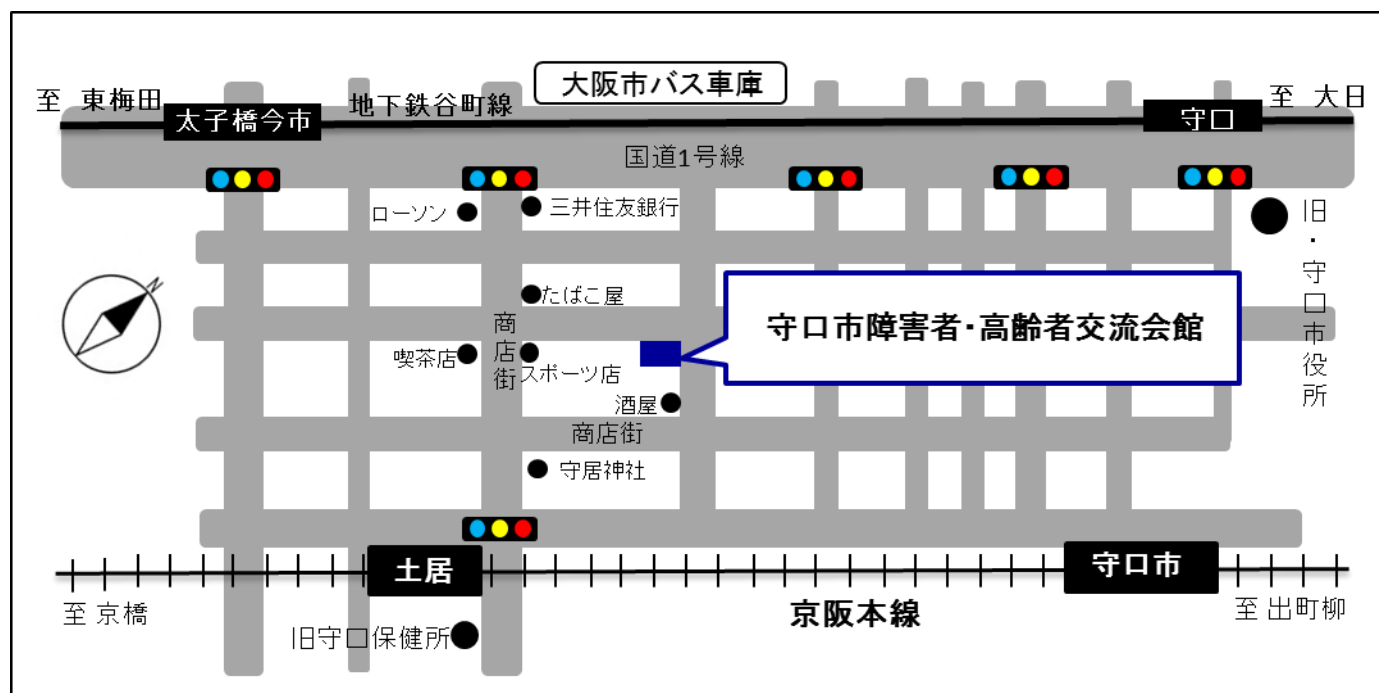 大阪市バス車庫
至 東梅田
地下鉄谷町線
至 大日
太子橋今市
守口
国道1号線
ローソン
三井住友銀行
旧・守口市役所
N
たばこ屋
商店街
守口市障害者・高齢者交流会館
喫茶店
スポーツ店
酒屋
商店街
守居神社
土居
守口市
至 京橋
京阪本線
至 出町柳
旧守口保健所